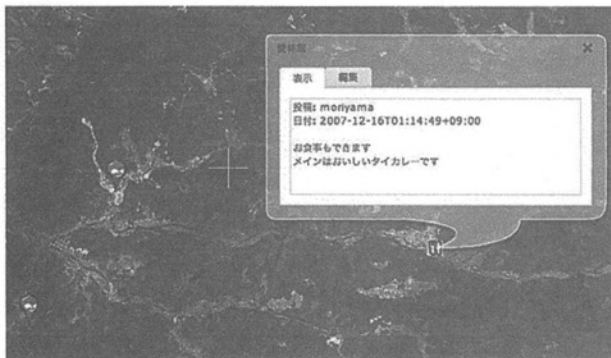 表示
編集
投稿: moriyama
日付: 2007-12-16T01:14:49+09:00
お食事もできます
メインはおいしいタイカレーです